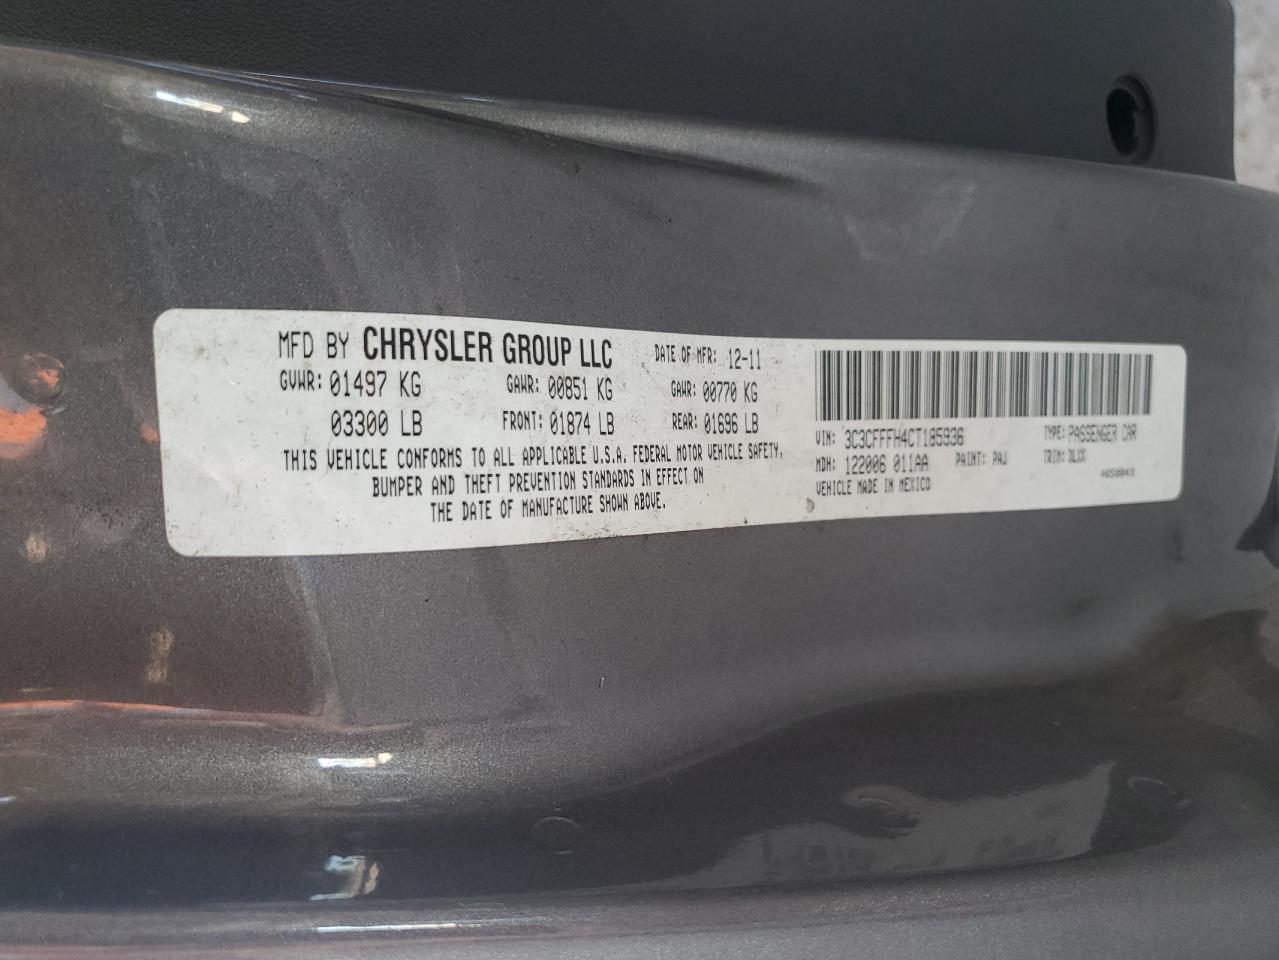 MFD BY CHRYSLER GROUP LLC DATE OF MFR: 12-11
GVWR: 01497 KG GAWR: 00851 KG GAWR: 00770 KG
03300 LB FRONT: 01874 LB REAR: 01696 LB
THIS VEHICLE CONFORMS TO ALL APPLICABLE U.S.A. FEDERAL MOTOR VEHICLE SAFETY,
BUMPER AND THEFT PREVENTION STANDARDS IN EFFECT ON
THE DATE OF MANUFACTURE SHOWN ABOVE.
VIN: 3C3CFFFH4CT185936 TYPE: PASSENGER CAR
MDH: 122006 011AA PAINT: PAJ TRIM: DLXX
VEHICLE MADE IN MEXICO